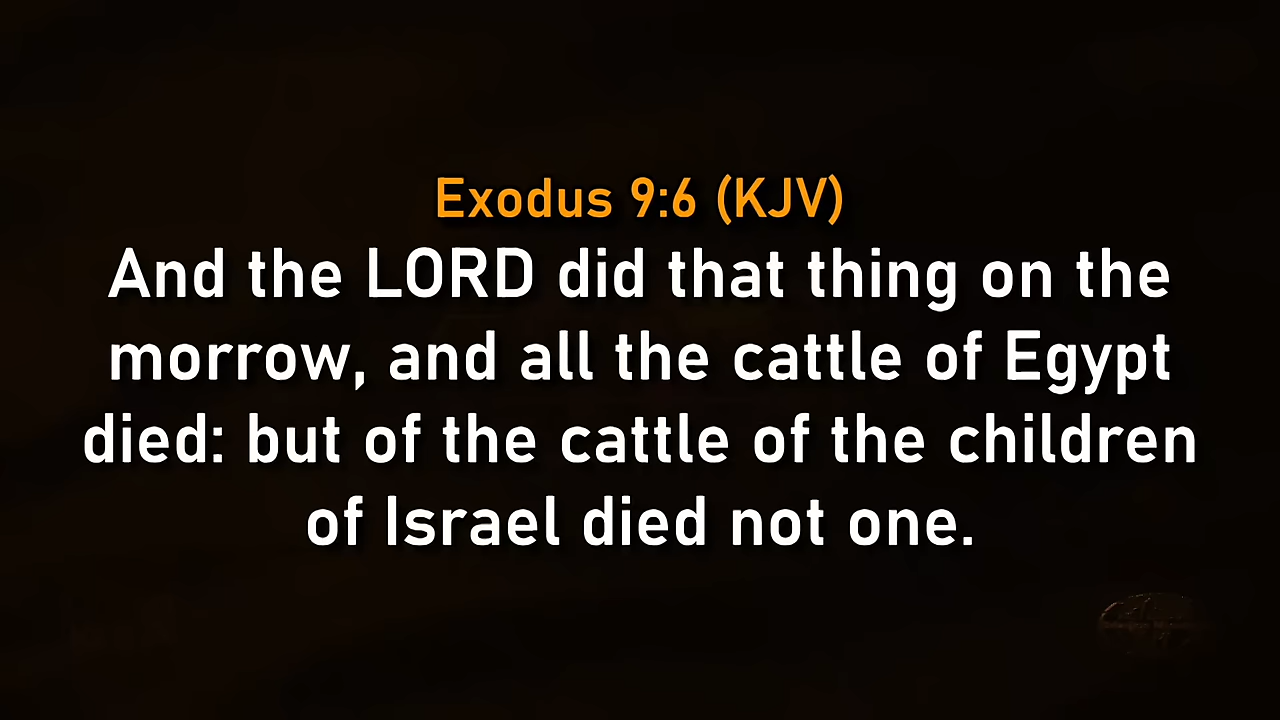 Exodus 9:6 (KJV)
And the LORD did that thing on the
morrow, and all the cattle of Egypt
died: but of the cattle of the children
of Israel died not one.